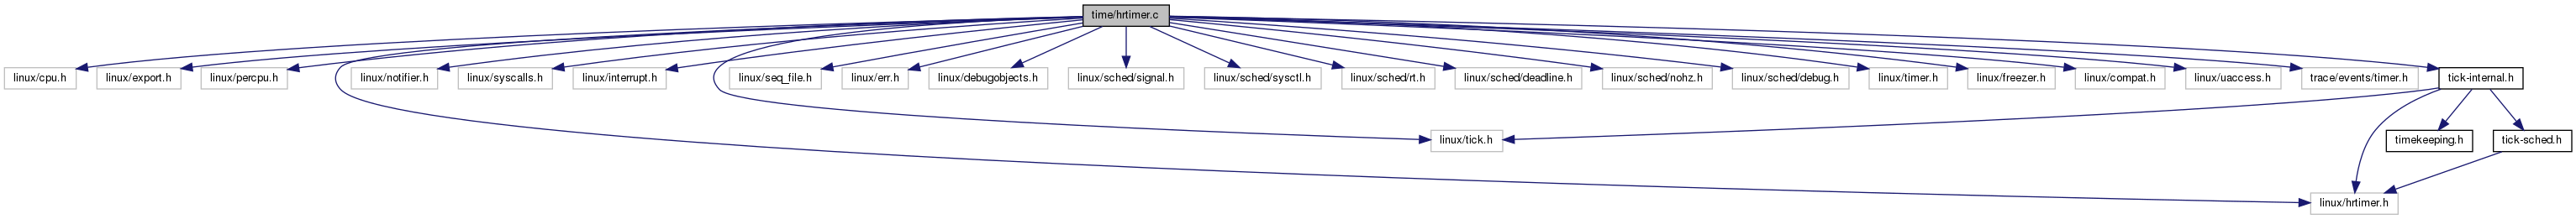 time/hrtimer.c
linux/cpu.h
linux/export.h
linux/percpu.h
linux/notifier.h
linux/syscalls.h
linux/interrupt.h
linux/seq_file.h
linux/err.h
linux/debugobjects.h
linux/sched/signal.h
linux/sched/sysctl.h
linux/sched/rt.h
linux/sched/deadline.h
linux/sched/nohz.h
linux/sched/debug.h
linux/timer.h
linux/freezer.h
linux/compat.h
linux/uaccess.h
trace/events/timer.h
tick-internal.h
linux/tick.h
timekeeping.h
tick-sched.h
linux/hrtimer.h